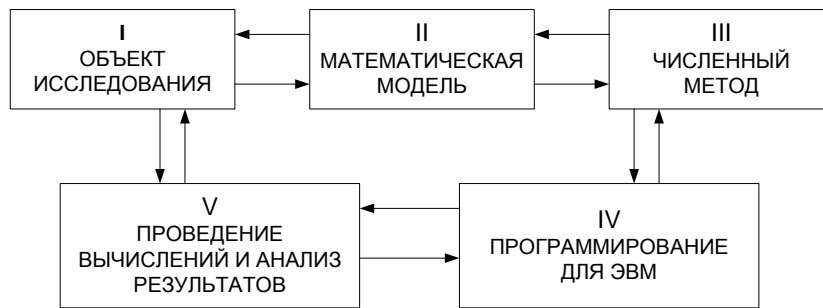 I
ОБЪЕКТ
ИССЛЕДОВАНИЯ
II
МАТЕМАТИЧЕСКАЯ
МОДЕЛЬ
III
ЧИСЛЕННЫЙ
МЕТОД
V
ПРОВЕДЕНИЕ
ВЫЧИСЛЕНИЙ И АНАЛИЗ
РЕЗУЛЬТАТОВ
IV
ПРОГРАММИРОВАНИЕ
ДЛЯ ЭВМ